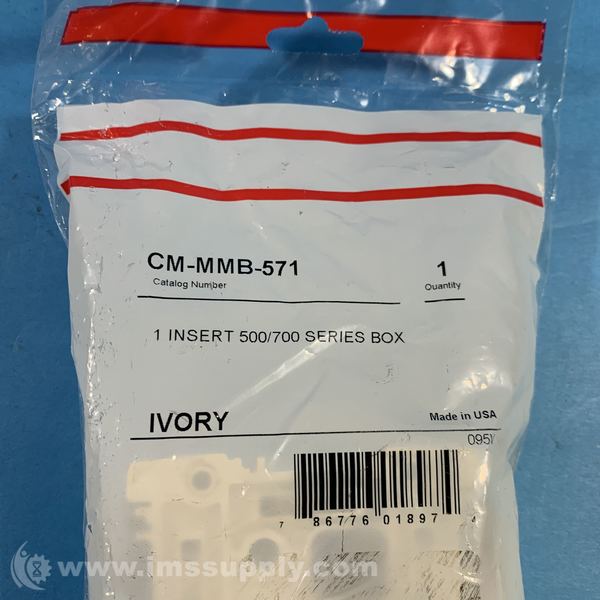 CM-MMB-571
Catalog Number
1
Quantity
1 INSERT 500/700 SERIES BOX
IVORY
Made in USA
7 86776 01897
www.imssupply.com